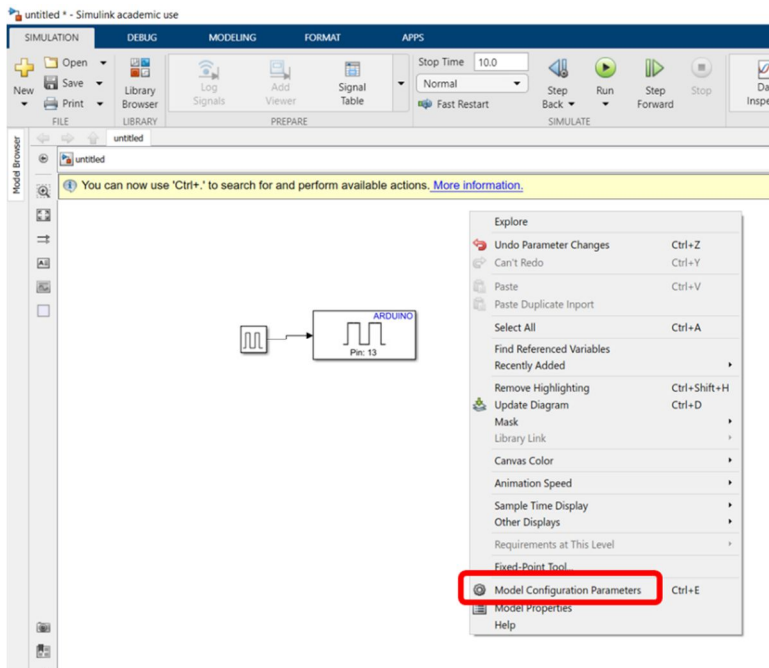 untitled * - Simulink academic use
SIMULATION DEBUG MODELING FORMAT APPS
New
Open
Save
Print
FILE
Library Browser
LIBRARY
Log Signals
Add Viewer
Signal Table
PREPARE
Stop Time 10.0
Normal
Fast Restart
Step Back
Run
Step Forward
Stop
SIMULATE
untitled
Model Browser
untitled
You can now use 'Ctrl+.' to search for and perform available actions. More information.
ARDUINO
Pin: 13
Explore
Undo Parameter Changes Ctrl+Z
Can't Redo Ctrl+Y
Paste Ctrl+V
Paste Duplicate Inport
Select All Ctrl+A
Find Referenced Variables
Recently Added
Remove Highlighting Ctrl+Shift+H
Update Diagram Ctrl+D
Mask
Library Link
Canvas Color
Animation Speed
Sample Time Display
Other Displays
Requirements at This Level
Fixed-Point Tool...
Model Configuration Parameters Ctrl+E
Model Properties
Help